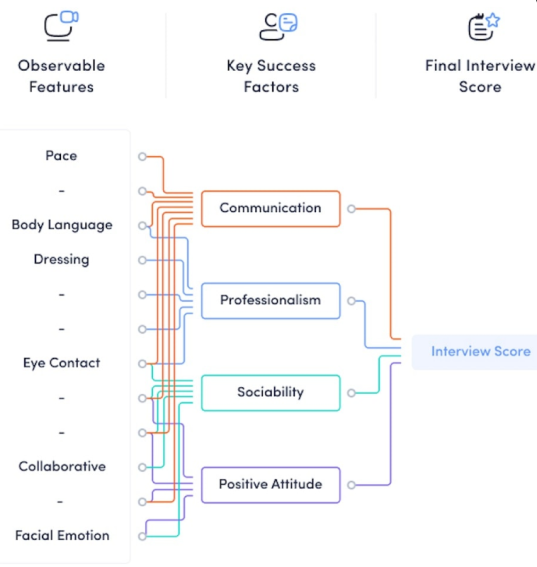 Observable
Features
Key Success
Factors
Final Interview
Score
Pace
-
Body Language
Dressing
-
-
Eye Contact
-
-
Collaborative
-
Facial Emotion
Communication
Professionalism
Sociability
Positive Attitude
Interview Score